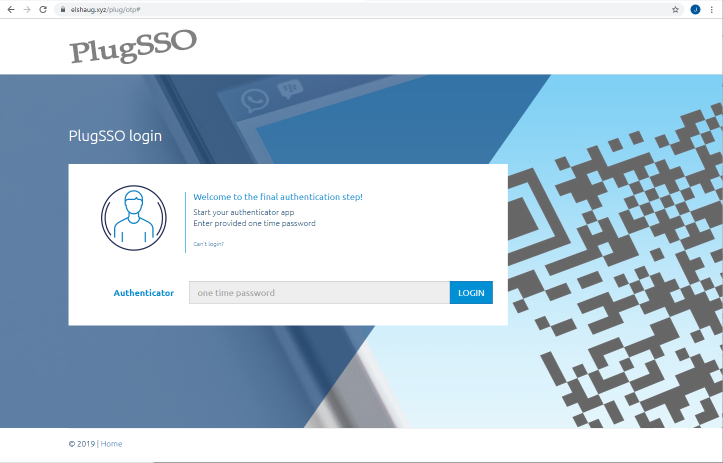 elshaug.xyz/plug/otp#
J
PlugSSO
PlugSSO login
Welcome to the final authentication step!
Start your authenticator app
Enter provided one time password
Can't login?
Authenticator
one time password
LOGIN
© 2019 | Home